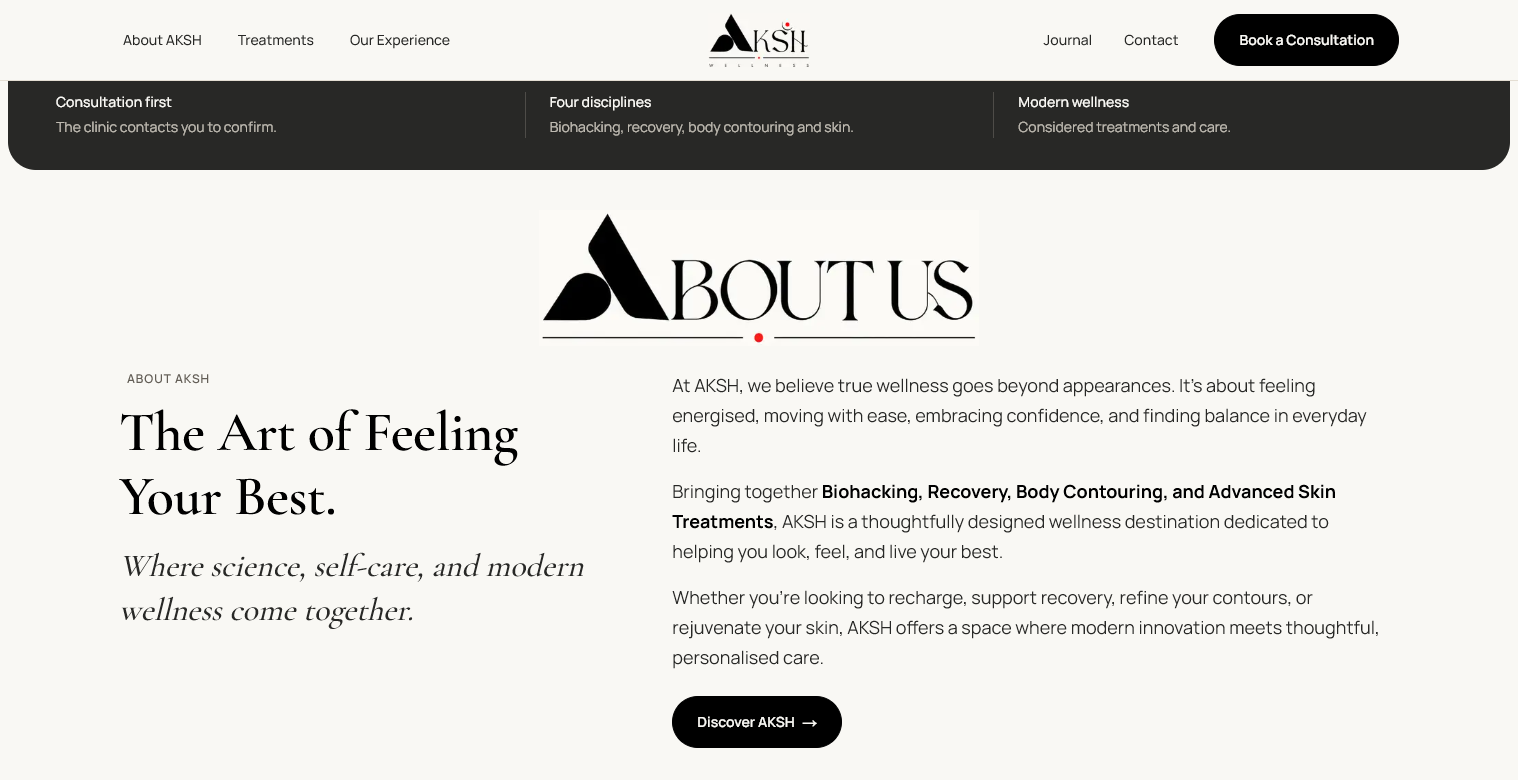 About AKSH
Treatments
Our Experience
AKSH
WELLNESS
Journal
Contact
Book a Consultation
Consultation first
The clinic contacts you to confirm.
Four disciplines
Biohacking, recovery, body contouring and skin.
Modern wellness
Considered treatments and care.
ABOUT US
ABOUT AKSH
The Art of Feeling
Your Best.
Where science, self-care, and modern
wellness come together.
At AKSH, we believe true wellness goes beyond appearances. It’s about feeling
energised, moving with ease, embracing confidence, and finding balance in everyday
life.
Bringing together Biohacking, Recovery, Body Contouring, and Advanced Skin
Treatments, AKSH is a thoughtfully designed wellness destination dedicated to
helping you look, feel, and live your best.
Whether you’re looking to recharge, support recovery, refine your contours, or
rejuvenate your skin, AKSH offers a space where modern innovation meets thoughtful,
personalised care.
Discover AKSH →